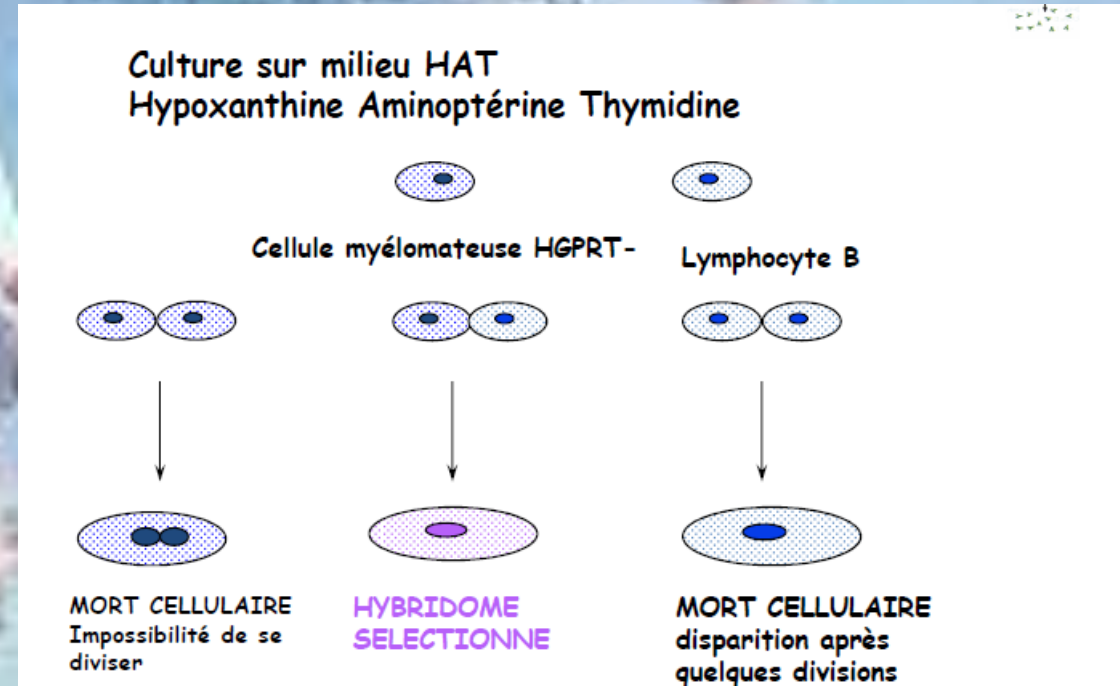 Culture sur milieu HAT
Hypoxanthine Aminoptérine Thymidine
Cellule myélomateuse HGPRT-
Lymphocyte B
MORT CELLULAIRE
Impossibilité de se
diviser
HYBRIDOME
SELECTIONNE
MORT CELLULAIRE
disparition après
quelques divisions